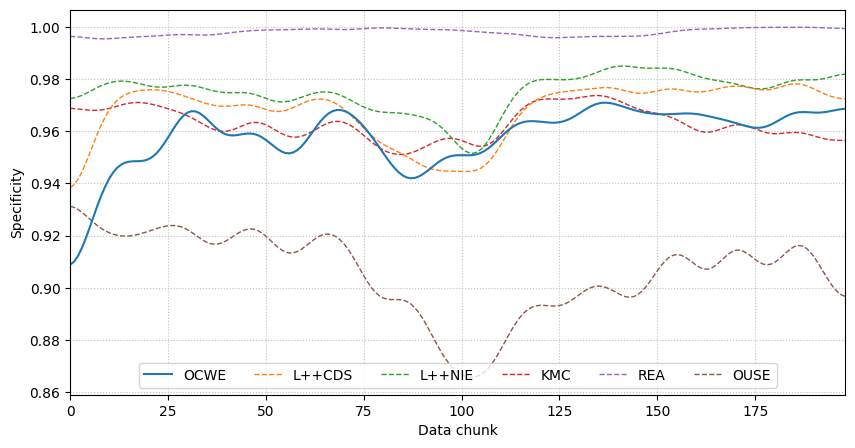 1.00
0.98
0.96
0.94
0.92
0.90
0.88
0.86
Specificity
OCWE L++CDS L++NIE KMC REA OUSE
0 25 50 75 100 125 150 175
Data chunk